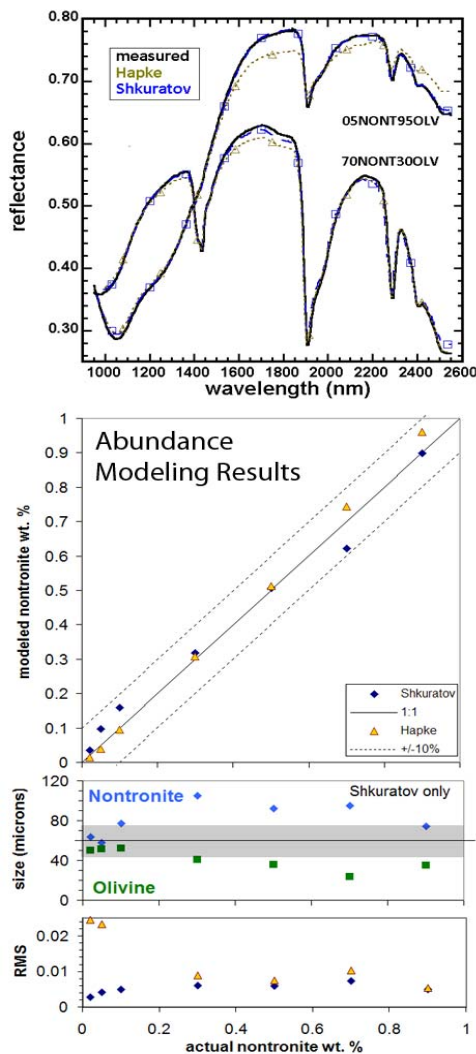 0.80
0.70
0.60
0.50
0.40
0.30
reflectance
measured
Hapke
Shkuratov
05NONT95OLV
70NONT30OLV
1000 1200 1400 1600 1800 2000 2200 2400 2600
wavelength (nm)
Abundance
Modeling Results
1
0.9
0.8
0.7
0.6
0.5
0.4
0.3
0.2
0.1
0
modeled nontronite wt. %
Shkuratov
1:1
Hapke
+/-10%
120
80
40
0
size (microns)
Nontronite
Shkuratov only
Olivine
0.02
0.01
0
RMS
0 0.2 0.4 0.6 0.8 1
actual nontronite wt. %